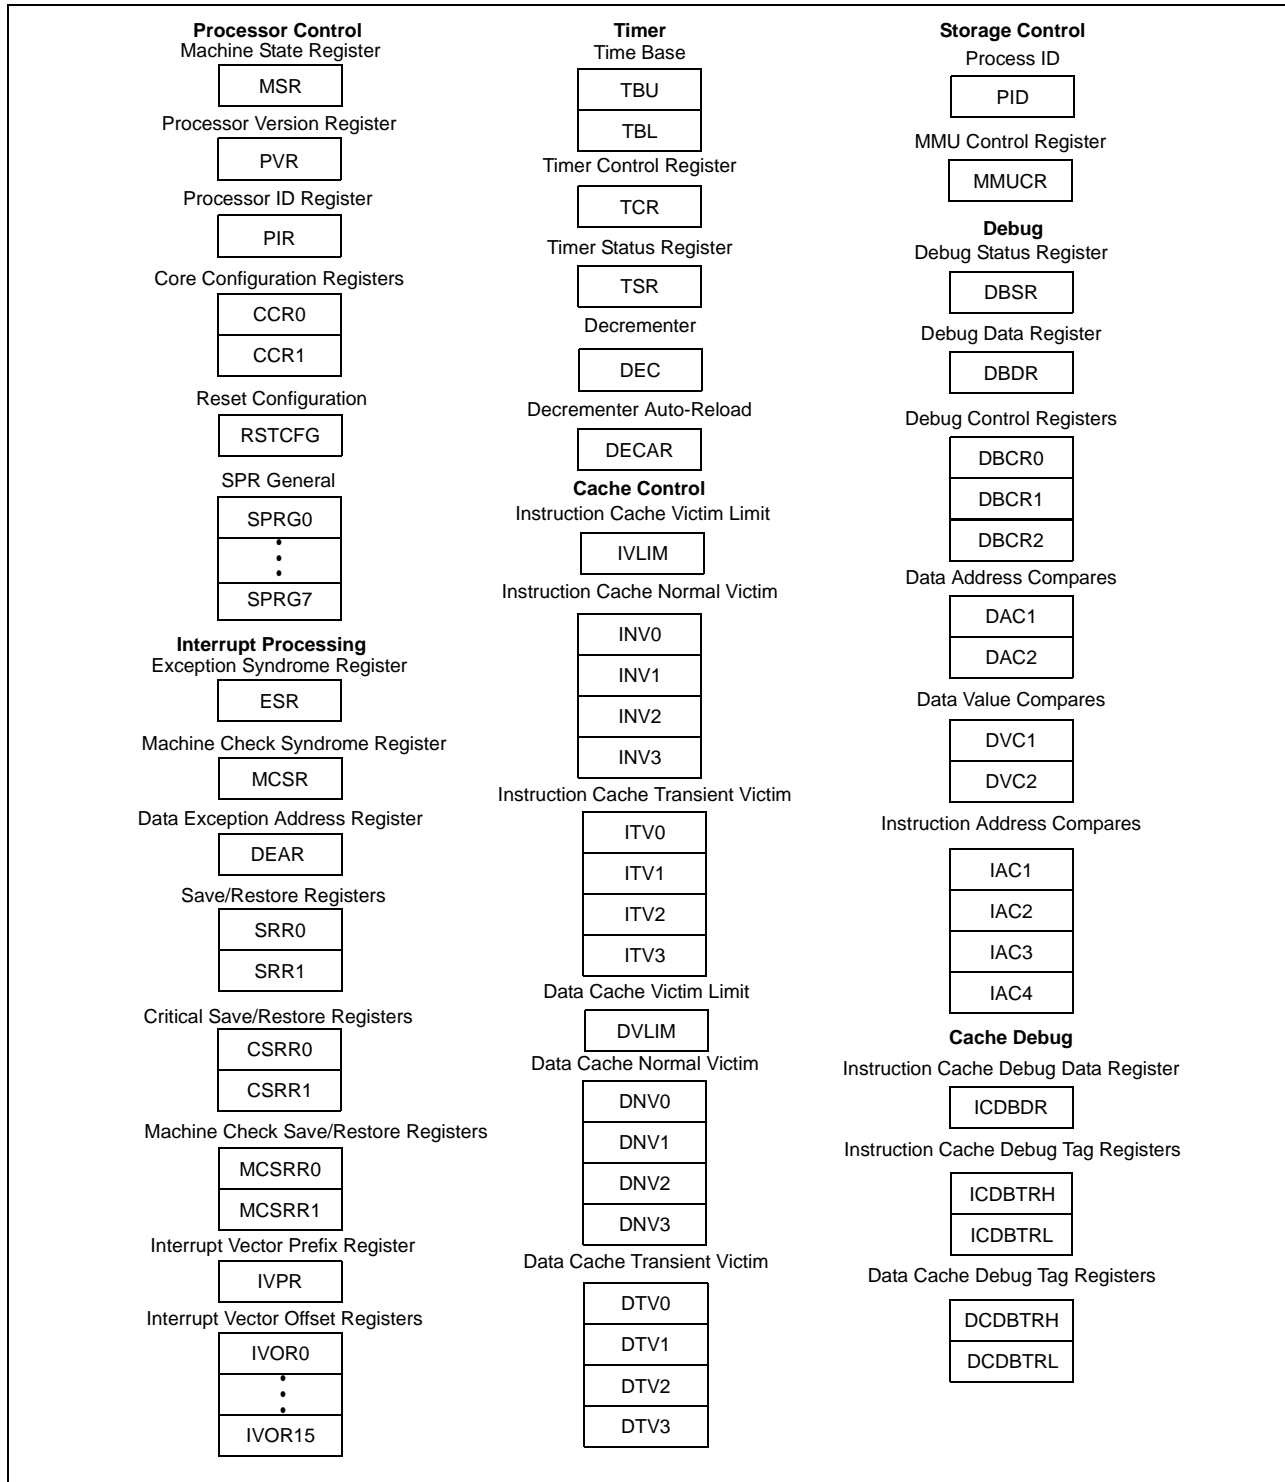 Processor Control
Machine State Register
MSR
Processor Version Register
PVR
Processor ID Register
PIR
Core Configuration Registers
CCR0
CCR1
Reset Configuration
RSTCFG
SPR General
SPRG0
SPRG7
Interrupt Processing
Exception Syndrome Register
ESR
Machine Check Syndrome Register
MCSR
Data Exception Address Register
DEAR
Save/Restore Registers
SRR0
SRR1
Critical Save/Restore Registers
CSRR0
CSRR1
Machine Check Save/Restore Registers
MCSRR0
MCSRR1
Interrupt Vector Prefix Register
IVPR
Interrupt Vector Offset Registers
IVOR0
IVOR15
Timer
Time Base
TBU
TBL
Timer Control Register
TCR
Timer Status Register
TSR
Decrementer
DEC
Decrementer Auto-Reload
DECAR
Cache Control
Instruction Cache Victim Limit
IVLIM
Instruction Cache Normal Victim
INV0
INV1
INV2
INV3
Instruction Cache Transient Victim
ITV0
ITV1
ITV2
ITV3
Data Cache Victim Limit
DVLIM
Data Cache Normal Victim
DNV0
DNV1
DNV2
DNV3
Data Cache Transient Victim
DTV0
DTV1
DTV2
DTV3
Storage Control
Process ID
PID
MMU Control Register
MMUCR
Debug
Debug Status Register
DBSR
Debug Data Register
DBDR
Debug Control Registers
DBCR0
DBCR1
DBCR2
Data Address Compares
DAC1
DAC2
Data Value Compares
DVC1
DVC2
Instruction Address Compares
IAC1
IAC2
IAC3
IAC4
Cache Debug
Instruction Cache Debug Data Register
ICDBDR
Instruction Cache Debug Tag Registers
ICDBTRH
ICDBTRL
Data Cache Debug Tag Registers
DCDBTRH
DCDBTRL